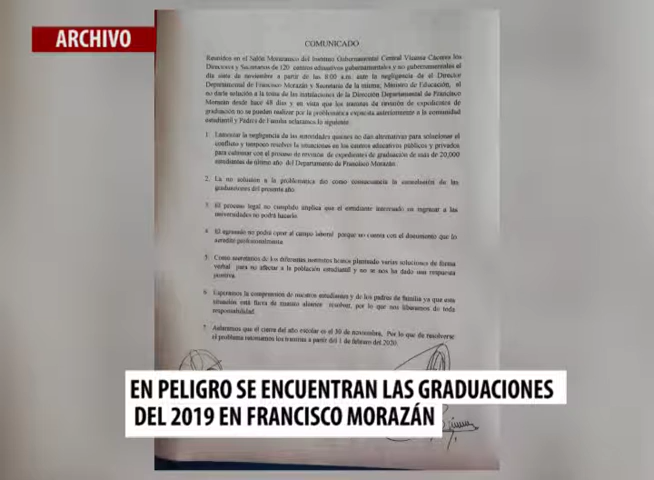 ARCHIVO
COMUNICADO
Reunidos en el Salón Morazánico del Instituto Gubernamental Central Vicente Cáceres los
Directores y Secretarios de 120 centros educativos gubernamentales y no gubernamentales el
día siete de noviembre a partir de las 8:00 a.m. ante la negligencia de el Director
Departamental de Francisco Morazán y Secretaria de la misma, Ministro de Educación, el
no darle solución a la toma de las instalaciones de la Dirección Departamental de Francisco
Morazán desde hace 48 días y en vista que los tramites de revisión de expedientes de
graduación no se puedan realizar por la problemática expuesta anteriormente a la comunidad
estudiantil y Padres de Familia aclaramos lo siguiente:
1. Lamentar la negligencia de las autoridades quienes no dan alternativas para solucionar el
conflicto y tampoco resolver la situaciones en los centros educativos públicos y privados
para culminar con el proceso de revisión de expedientes de graduación de mas de 20,000
estudiantes de último año del Departamento de Francisco Morazán.
2. La no solución a la problemática dio como consecuencia la cancelación de las
graduaciones del presente año
3. El proceso legal no cumplido implica que el estudiante interesado en ingresar a las
universidades no podrá hacerlo
4. El egresado no podrá optar al campo laboral porque no cuenta con el documento que lo
acredite profesionalmente
5. Como miembros de los diferentes institutos hemos planteado varias soluciones de forma
verbal para no afectar a la población estudiantil y no se nos ha dado una respuesta
positiva.
6. Esperamos la comprensión de nuestros estudiantes y de los padres de familia ya que esta
situación está fuera de nuestro alcance resolver, por lo que nos liberamos de toda
responsabilidad.
7. Aclaramos que el cierre del año escolar es el 30 de noviembre, Por lo que de resolverse
el problema retomamos los tramites a partir del 1 de febrero del 2020.
EN PELIGRO SE ENCUENTRAN LAS GRADUACIONES
DEL 2019 EN FRANCISCO MORAZÁN